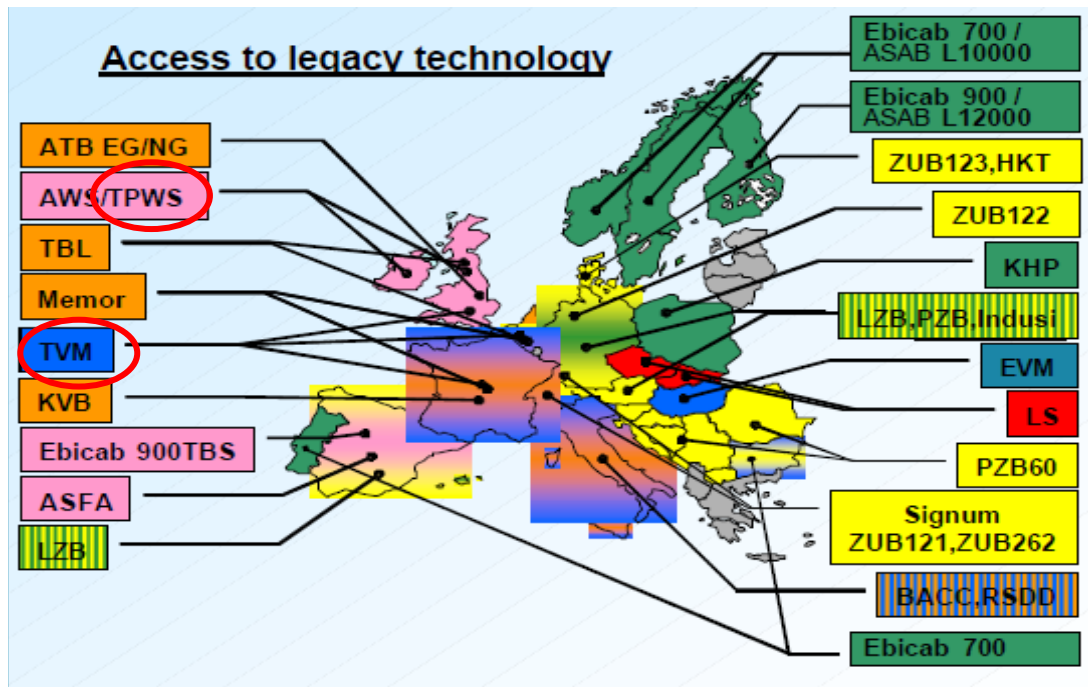 Access to legacy technology
ATB EG/NG
AWS/TPWS
TBL
Memor
TVM
KVB
Ebicab 900TBS
ASFA
LZB
Ebicab 700 /
ASAB L10000
Ebicab 900 /
ASAB L12000
ZUB123,HKT
ZUB122
KHP
LZB,PZB,Indusi
EVM
LS
PZB60
Signum
ZUB121,ZUB262
BACC,RSDD
Ebicab 700